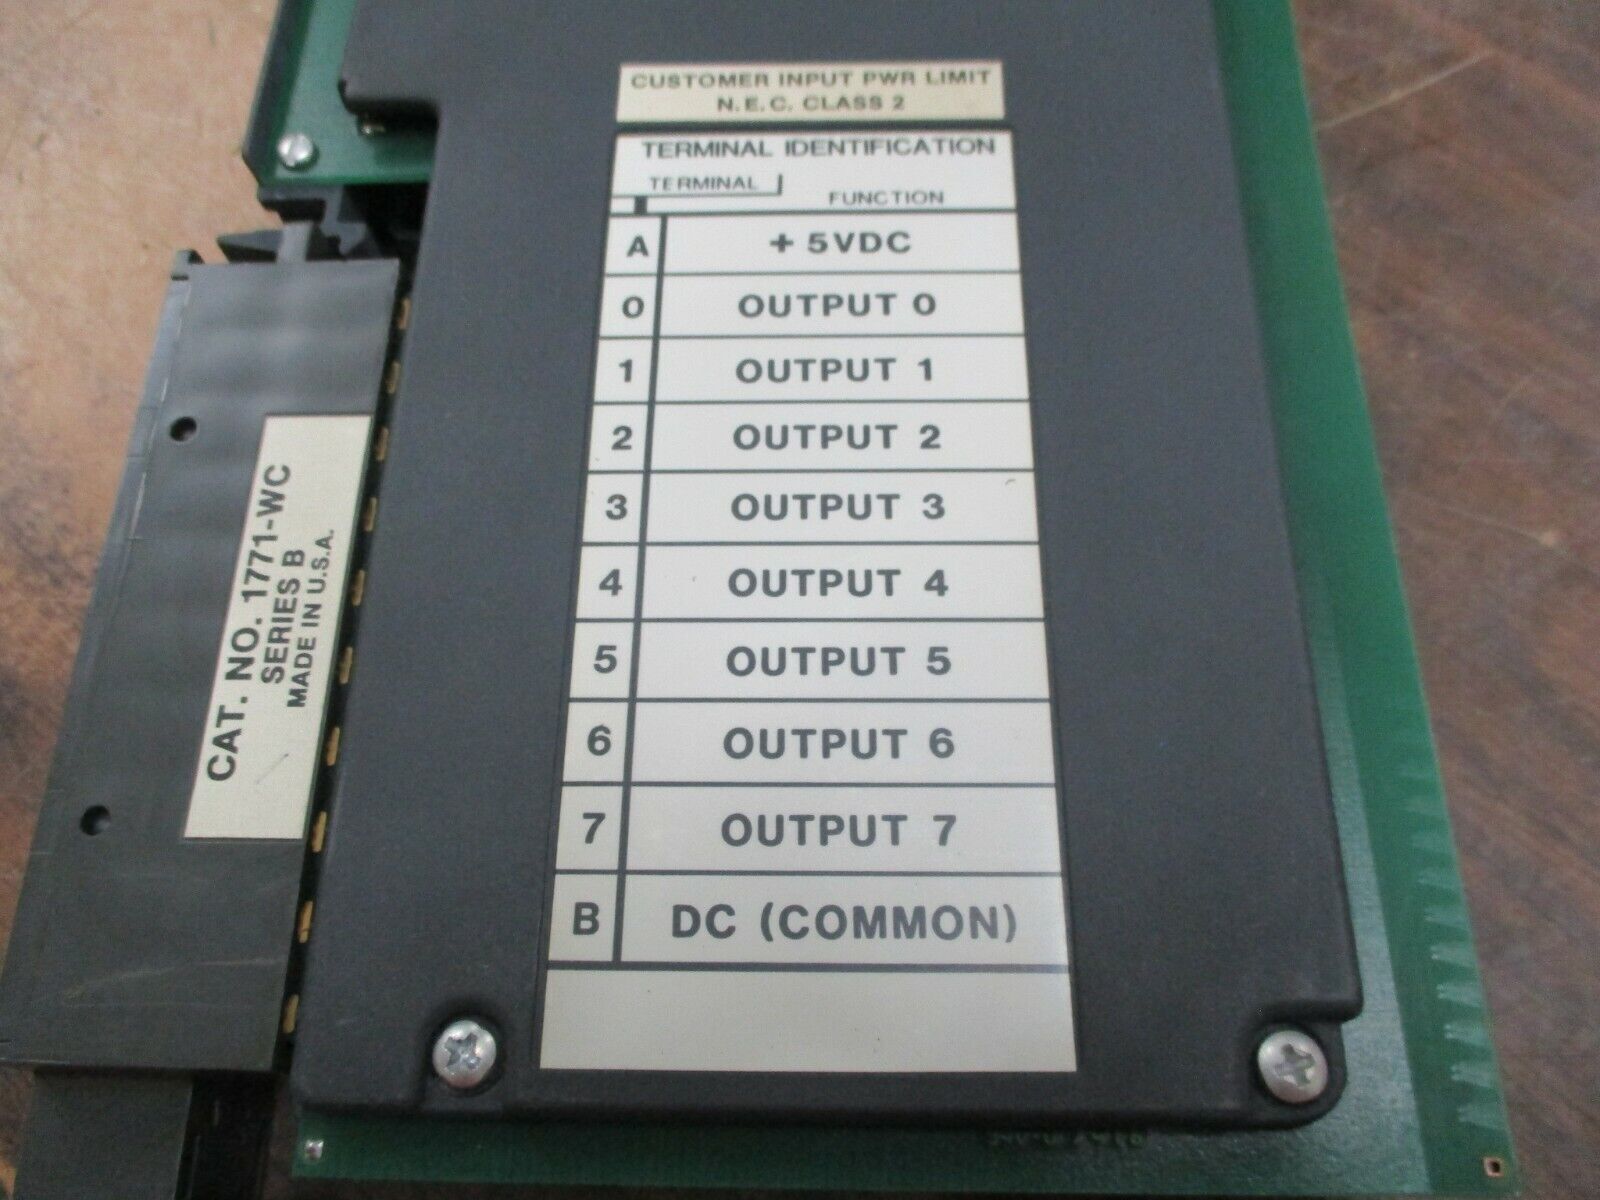 CUSTOMER INPUT PWR LIMIT
N.E.C. CLASS 2
TERMINAL IDENTIFICATION
TERMINAL
FUNCTION
A +5VDC
0 OUTPUT 0
1 OUTPUT 1
2 OUTPUT 2
3 OUTPUT 3
4 OUTPUT 4
5 OUTPUT 5
6 OUTPUT 6
7 OUTPUT 7
B DC (COMMON)
CAT. NO. 1771-WC
SERIES B
MADE IN U.S.A.